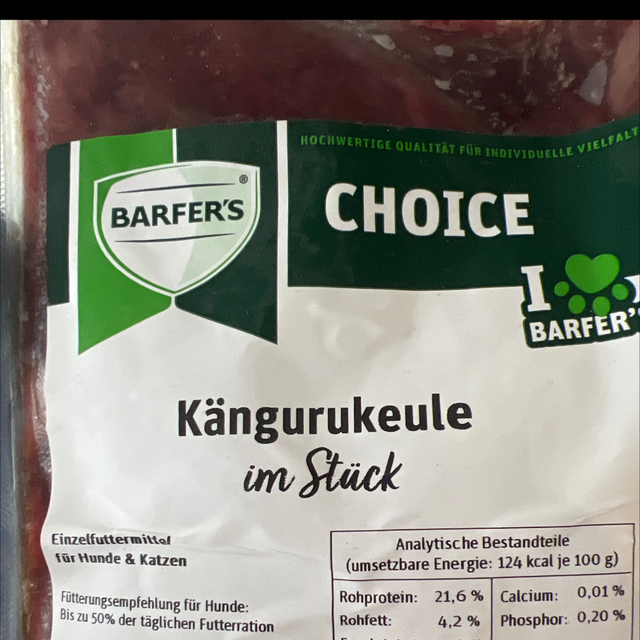 HOCHWERTIGE QUALITÄT FÜR INDIVIDUELLE VIELFALT
BARFER'S®
CHOICE
I
BARFER'
Kängurukeule
im Stück
Einzelfuttermittel
für Hunde & Katzen
Fütterungsempfehlung für Hunde:
Bis zu 50% der täglichen Futterration
Analytische Bestandteile
(umsetzbare Energie: 124 kcal je 100 g)
Rohprotein: 21,6 % Calcium: 0,01 %
Rohfett: 4,2 % Phosphor: 0,20 %